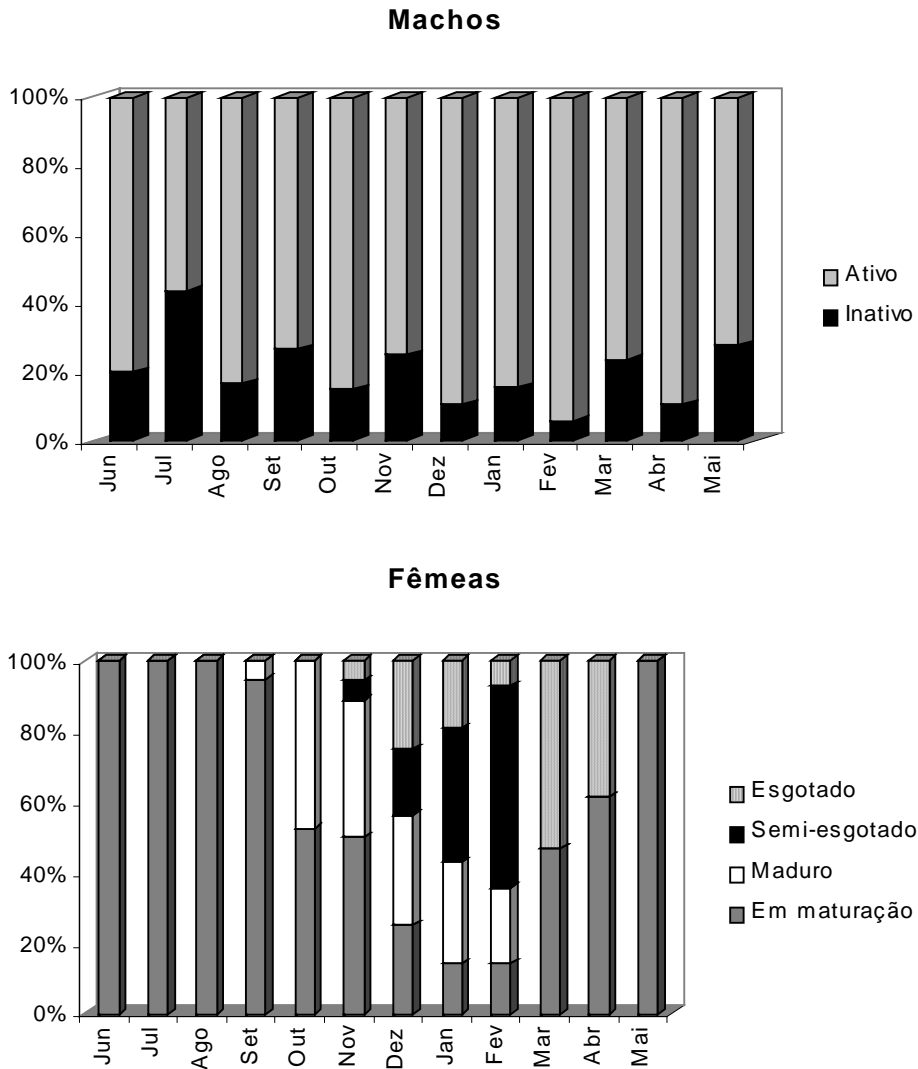 Machos
100%
80%
60%
40%
20%
0%
Jun Jul Ago Set Out Nov Dez Jan Fev Mar Abr Mai
Ativo
Inativo
Fêmeas
100%
80%
60%
40%
20%
0%
Jun Jul Ago Set Out Nov Dez Jan Fev Mar Abr Mai
Esgotado
Semi-esgotado
Maduro
Em maturação